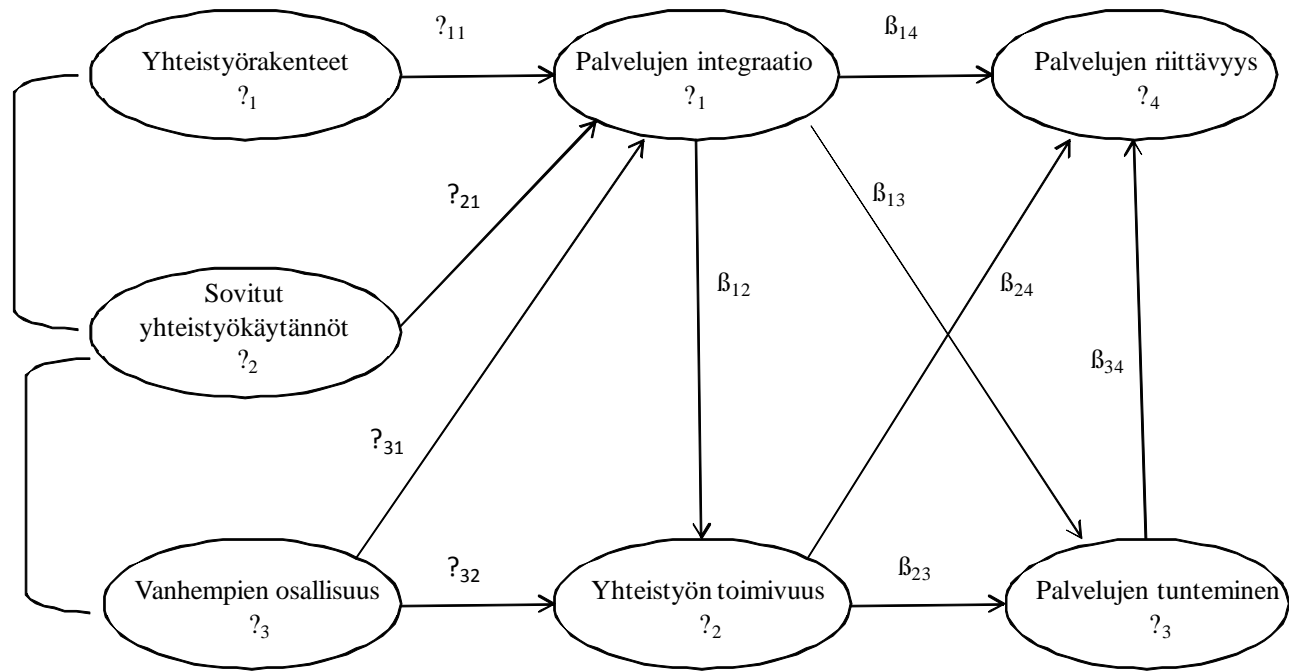 ?₁₁
ß₁₄
Yhteistyörakenteet
?₁
Palvelujen integraatio
?₁
Palvelujen riittävyys
?₄
?₂₁
ß₁₃
Sovitut
yhteistyökäytännöt
?₂
ß₁₂
ß₂₄
ß₃₄
?₃₁
?₃₂
ß₂₃
Vanhempien osallisuus
?₃
Yhteistyön toimivuus
?₂
Palvelujen tunteminen
?₃